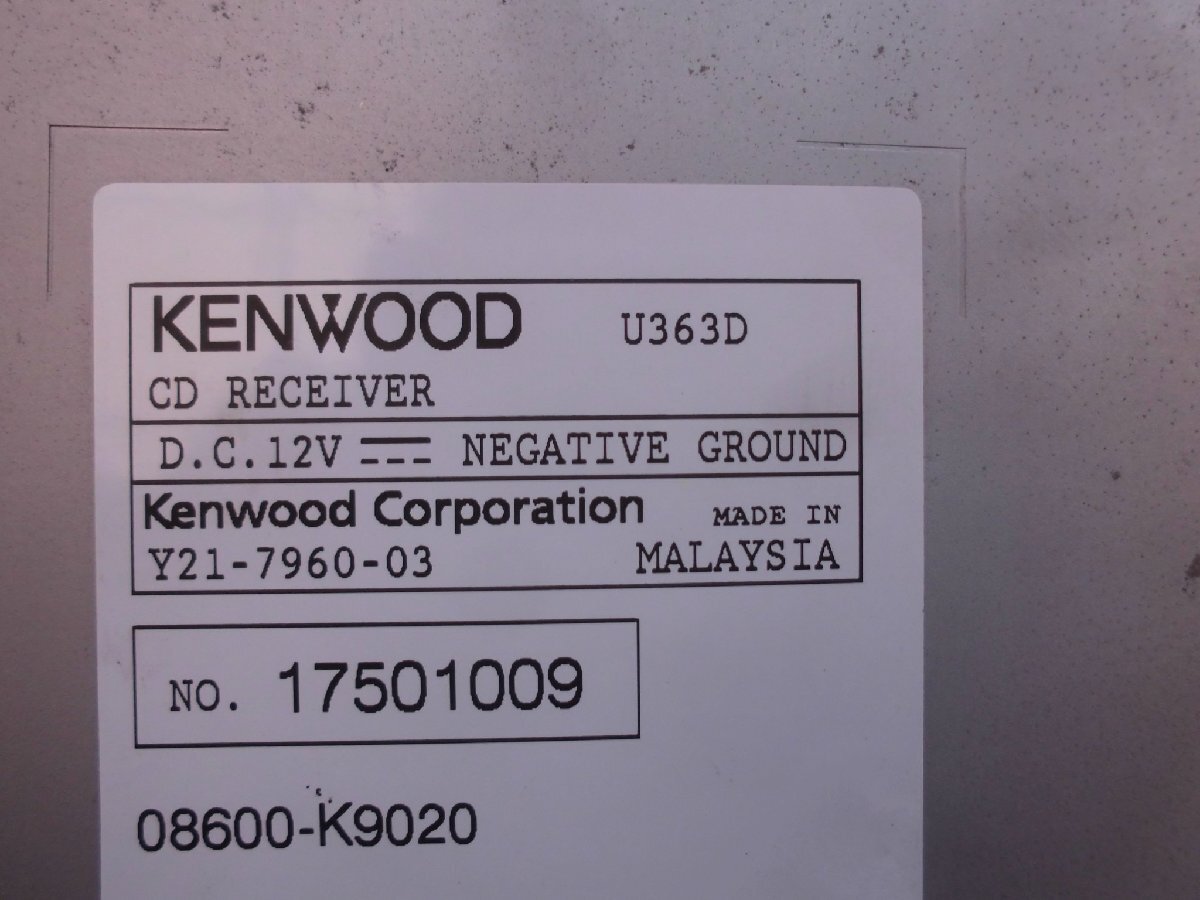 KENWOOD U363D
CD RECEIVER
D.C.12V NEGATIVE GROUND
Kenwood Corporation MADE IN
Y21-7960-03 MALAYSIA
NO. 17501009
08600-K9020